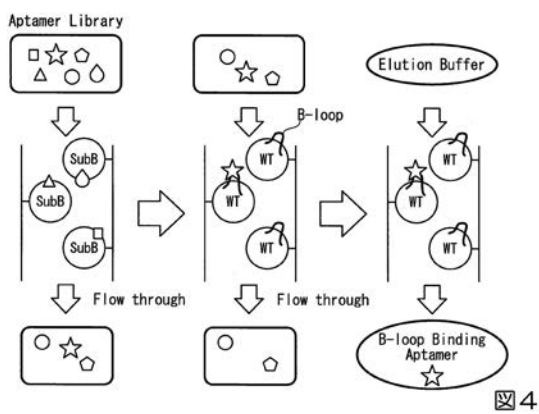 Aptamer Library
Elution Buffer
B-loop
SubB
SubB
SubB
WT
WT
WT
WT
WT
WT
Flow through
Flow through
B-loop Binding
Aptamer
図4